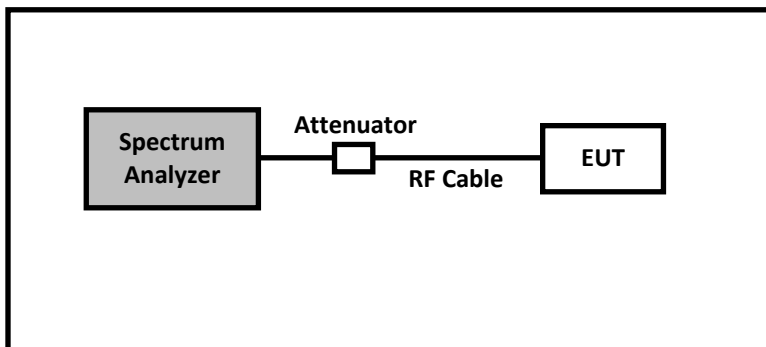 Spectrum
Analyzer
Attenuator
RF Cable
EUT